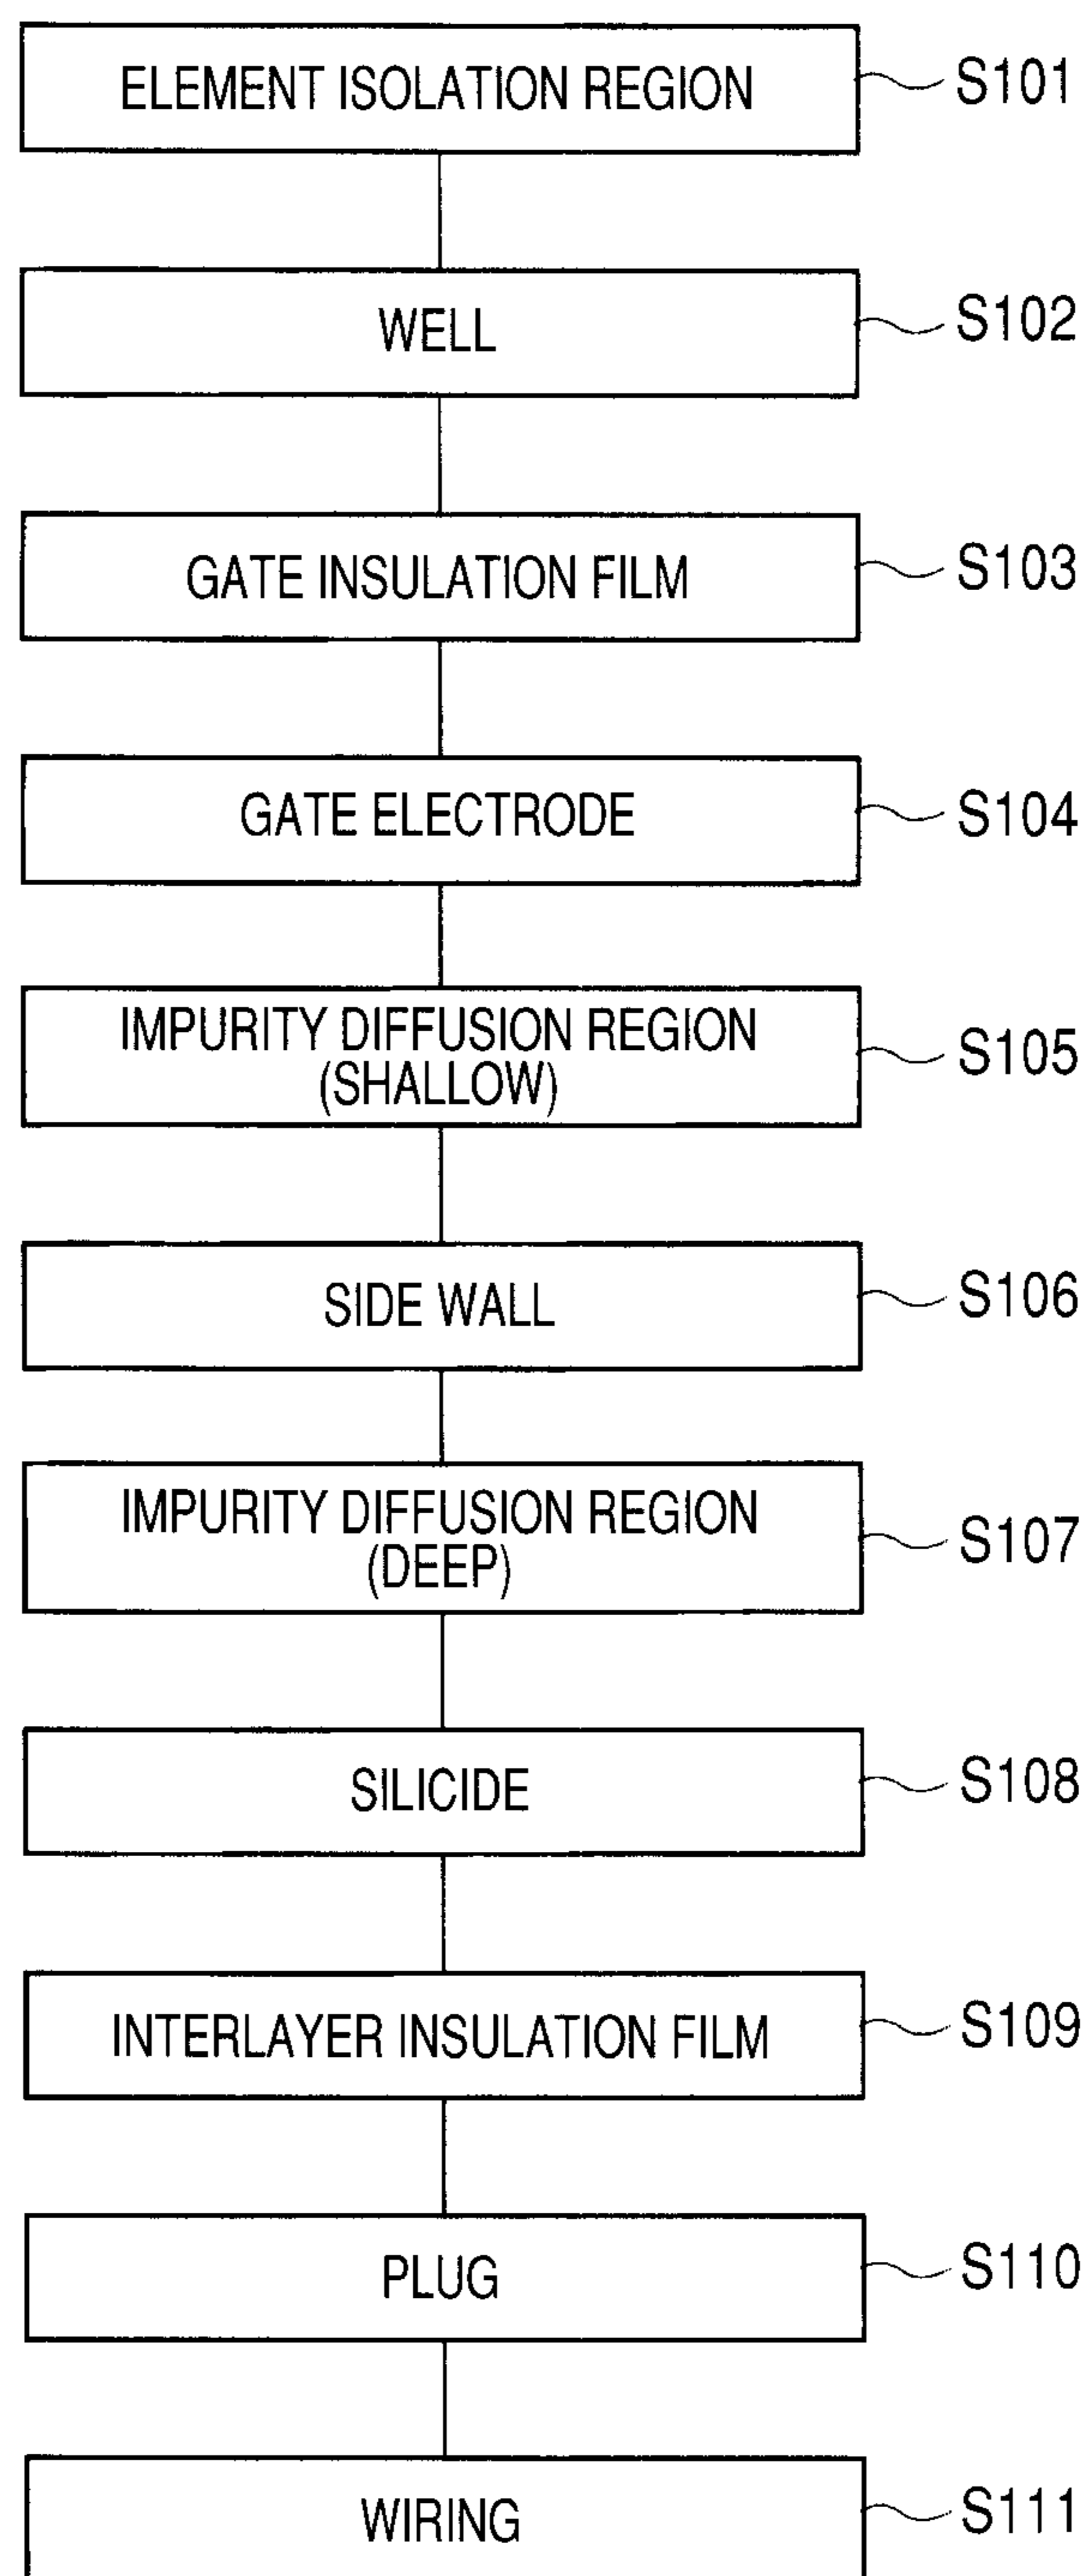 ELEMENT ISOLATION REGION
S101
WELL
S102
GATE INSULATION FILM
S103
GATE ELECTRODE
S104
IMPURITY DIFFUSION REGION
(SHALLOW)
S105
SIDE WALL
S106
IMPURITY DIFFUSION REGION
(DEEP)
S107
SILICIDE
S108
INTERLAYER INSULATION FILM
S109
PLUG
S110
WIRING
S111